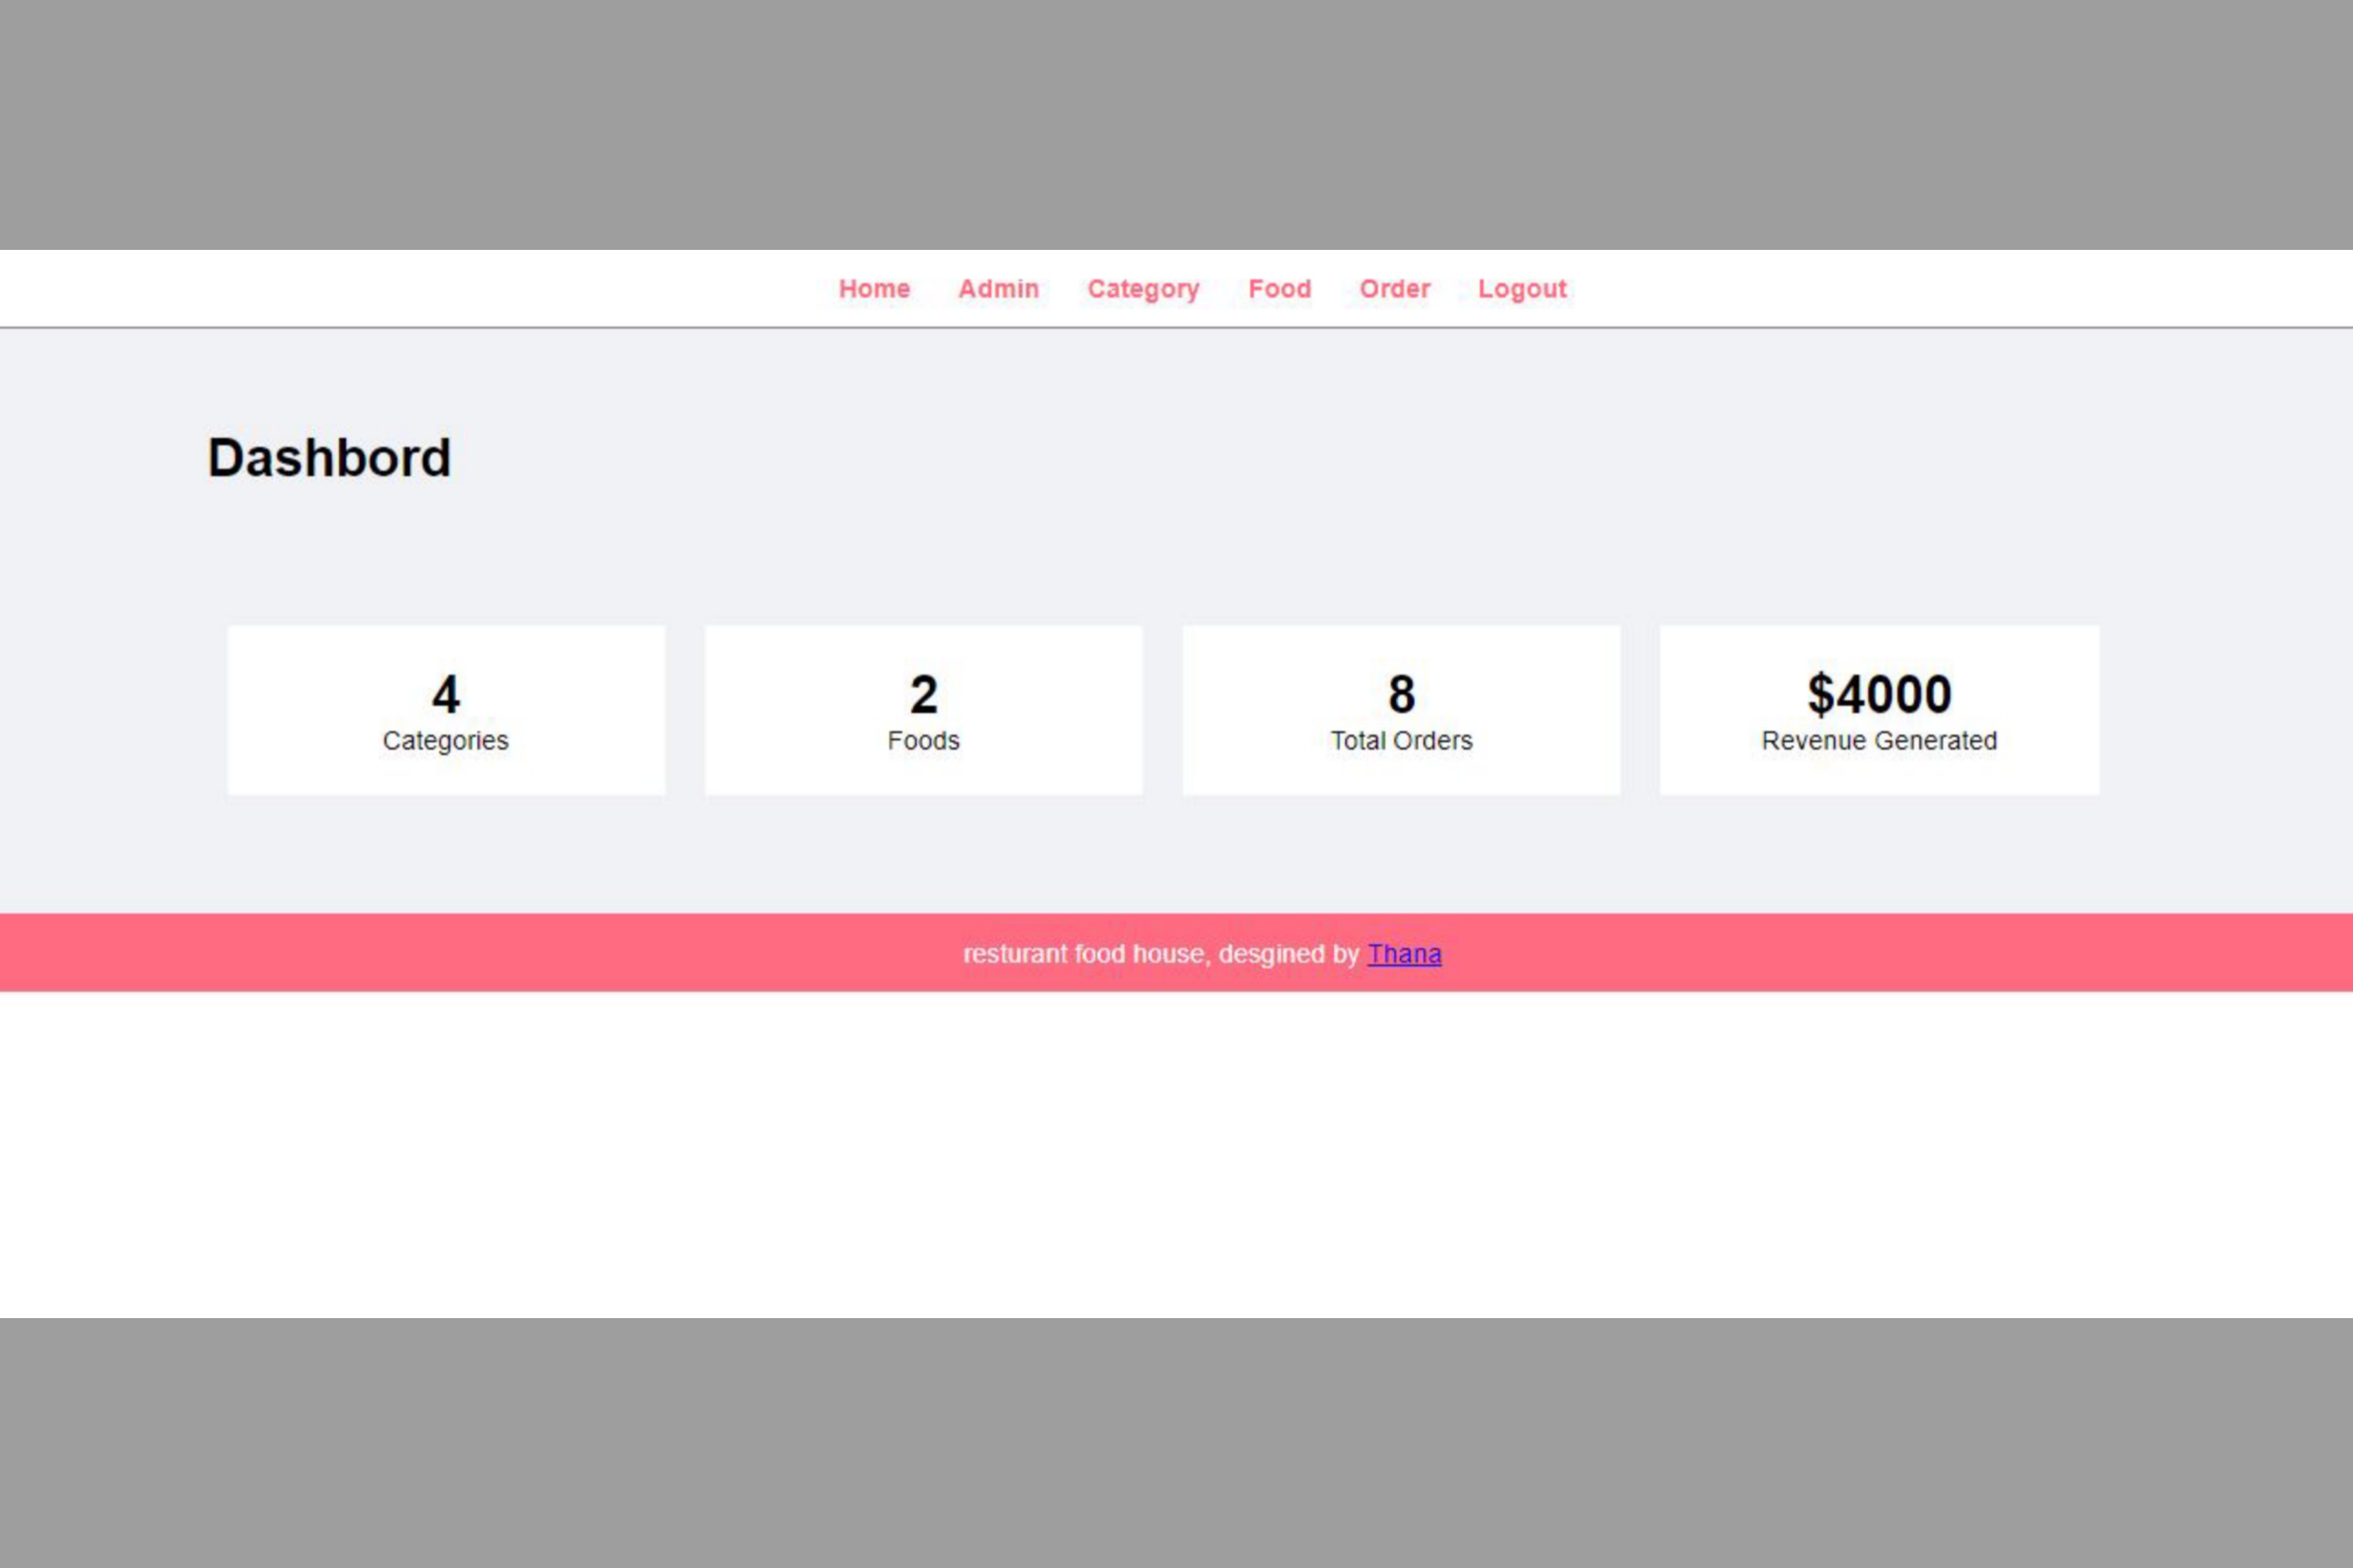 Home Admin Category Food Order Logout
Dashbord
4
Categories
2
Foods
8
Total Orders
$4000
Revenue Generated
resturant food house, desgined by Thana